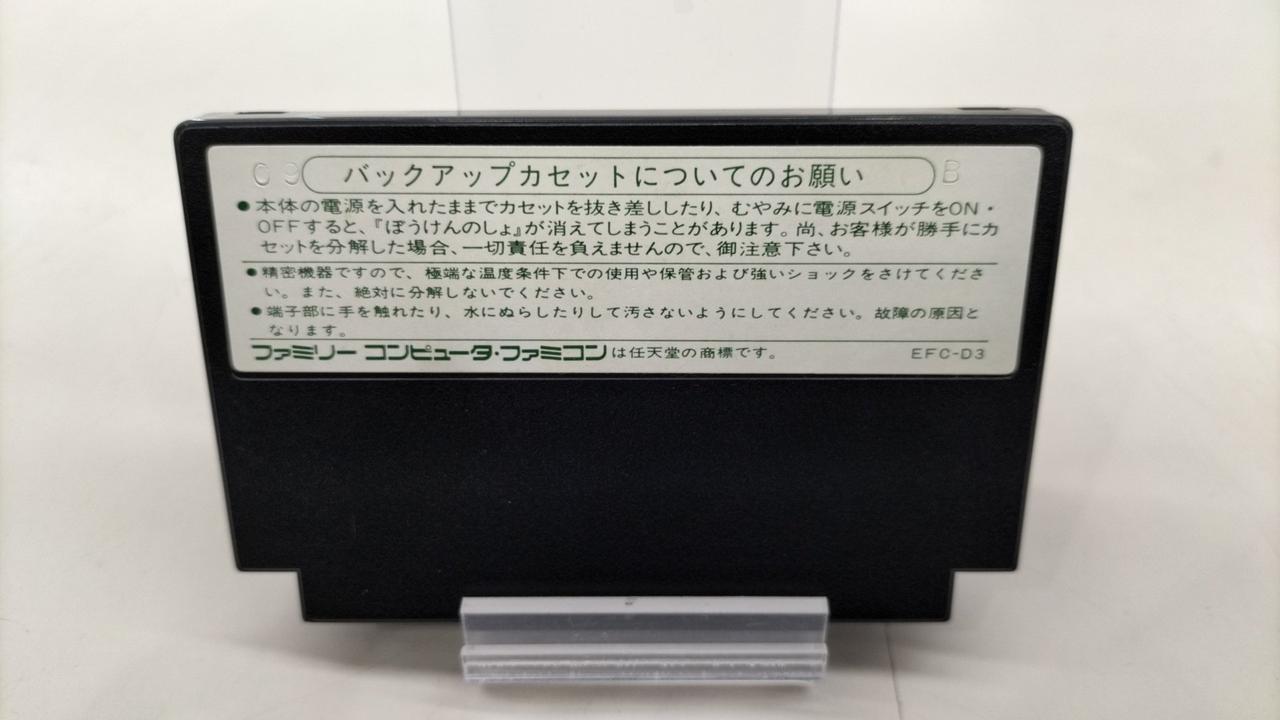 09 バックアップカセットについてのお願い B
●本体の電源を入れたままでカセットを抜き差ししたり、むやみに電源スイッチをON・
OFFすると、『ぼうけんのしょ』が消えてしまうことがあります。尚、お客様が勝手にカ
セットを分解した場合、一切責任を負えませんので、御注意下さい。
●精密機器ですので、極端な温度条件下での使用や保管および強いショックをさけてくださ
い。また、絶対に分解しないでください。
●端子部に手を触れたり、水にぬらしたりして汚さないようにしてください。故障の原因と
なります。
ファミリー コンピュータ・ファミコンは任天堂の商標です。 EFC-D3